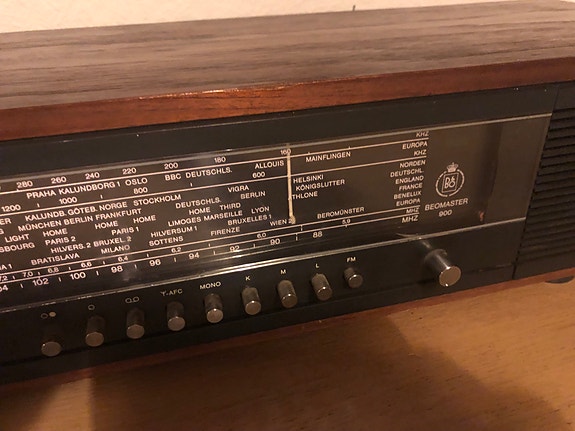 KHZ
280 260 240 220 200 180 160 MAINFLINGEN EUROPA
PRAHA KALUNDBORG 1 OSLO BBC DEUTSCHLS. ALLOUIS KHZ
1200 1000 800 600 NORDEN
KALUNDB. GÖTEB. NORGE STOCKHOLM VIGRA HELSINKI DEUTSCHL.
MÜNCHEN BERLIN FRANKFURT DEUTSCHLS. BERLIN KÖNIGSLUTTER ENGLAND
LIGHT HOME HOME HOME HOME THIRD LYON THLONE FRANCE
SBOURG PARIS 2 PARIS 1 LIMOGES MARSEILLE BRUXELLES 1 BENELUX
HILVERS. 2 BRUXEL. 2 HILVERSUM 1 FIRENZE WIEN BEROMÜNSTER EUROPA
BRATISLAVA MILANO SOTTENS 6,0 5,9 MHZ
7,2 7,0 6,8 6,6 6,4 6,2 MHZ
104 102 100 98 96 94 92 90 88
B&O
BEOMASTER
900
Y-AFC MONO K M L FM